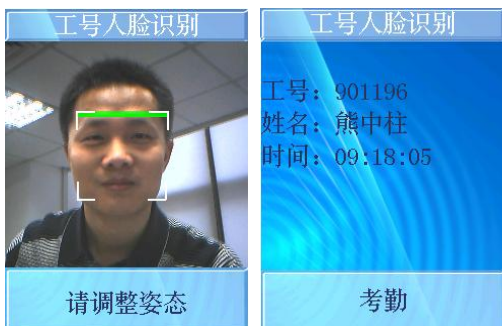 工号人脸识别
请调整姿态
工号人脸识别
工号：901196
姓名：熊中柱
时间：09:18:05
考勤